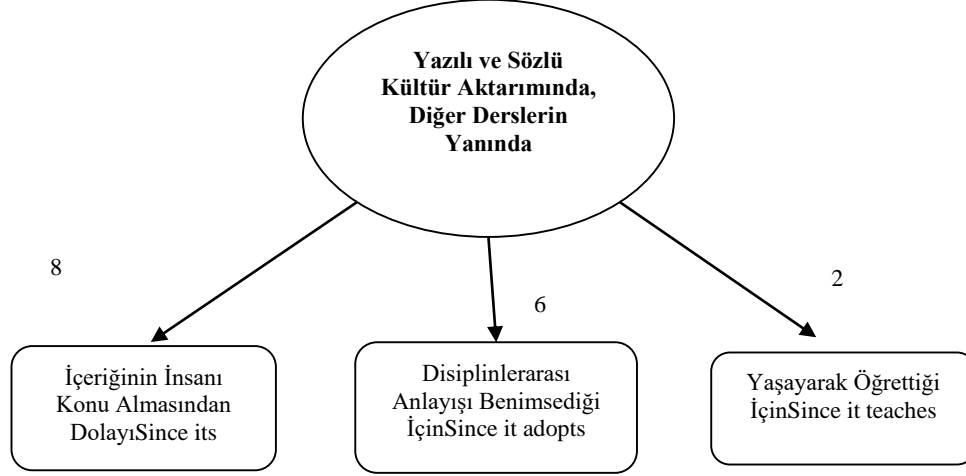 Yazılı ve Sözlü
Kültür Aktarımında,
Diğer Derslerin
Yanında
8
6
2
İçeriğinin İnsanı
Konu Almasından
DolayıSince its
Disiplinlerarası
Anlayışı Benimsediği
İçinSince it adopts
Yaşayarak Öğrettiği
İçinSince it teaches